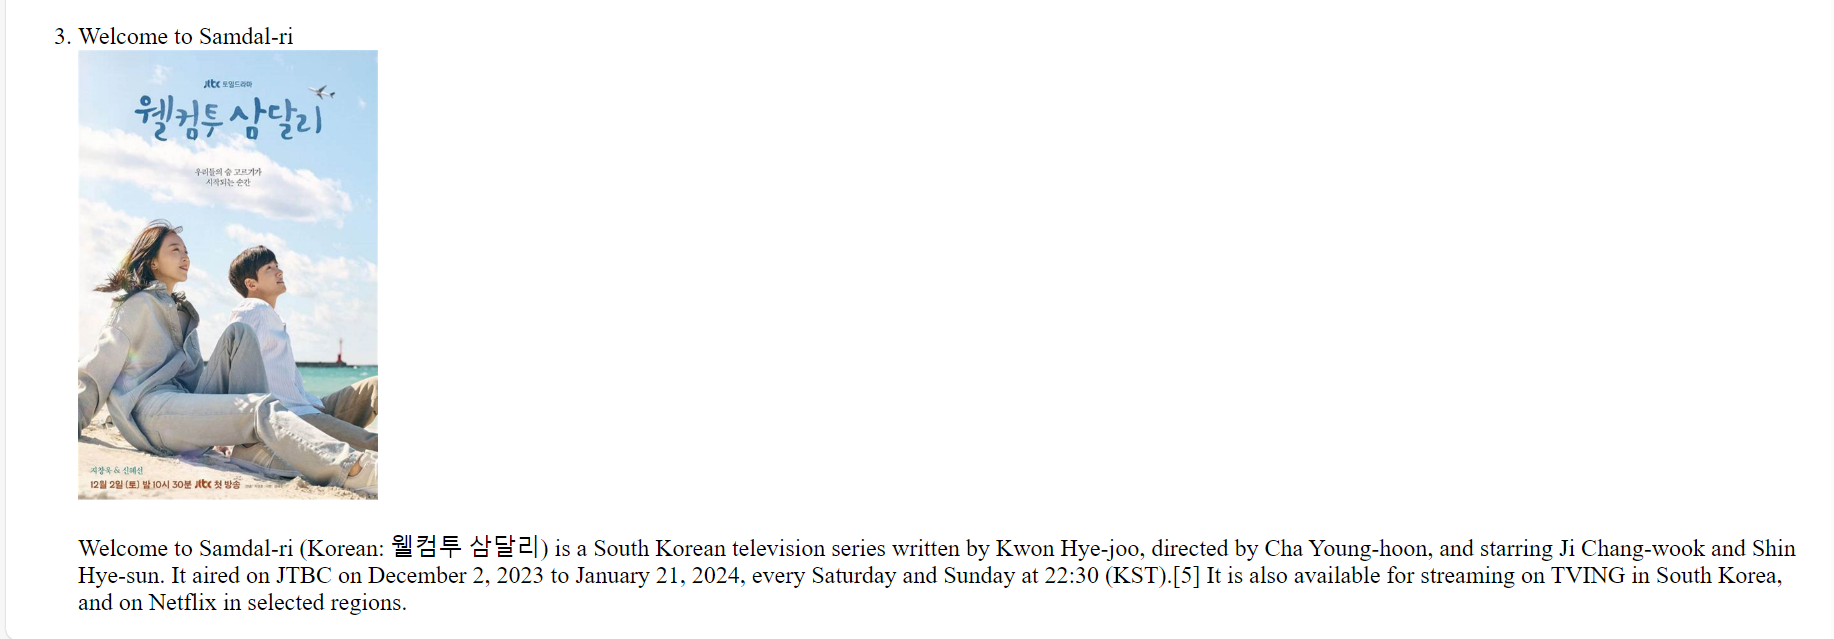 3. Welcome to Samdal-ri
JTBC 토일드라마
웰컴투 삼달리
우리들의 숨 고르기가
시작되는 순간
지창욱 & 신혜선
12월 2일 (토) 밤 10시 30분 JTBC 첫 방송
Welcome to Samdal-ri (Korean: 웰컴투 삼달리) is a South Korean television series written by Kwon Hye-joo, directed by Cha Young-hoon, and starring Ji Chang-wook and Shin
Hye-sun. It aired on JTBC on December 2, 2023 to January 21, 2024, every Saturday and Sunday at 22:30 (KST).[5] It is also available for streaming on TVING in South Korea,
and on Netflix in selected regions.